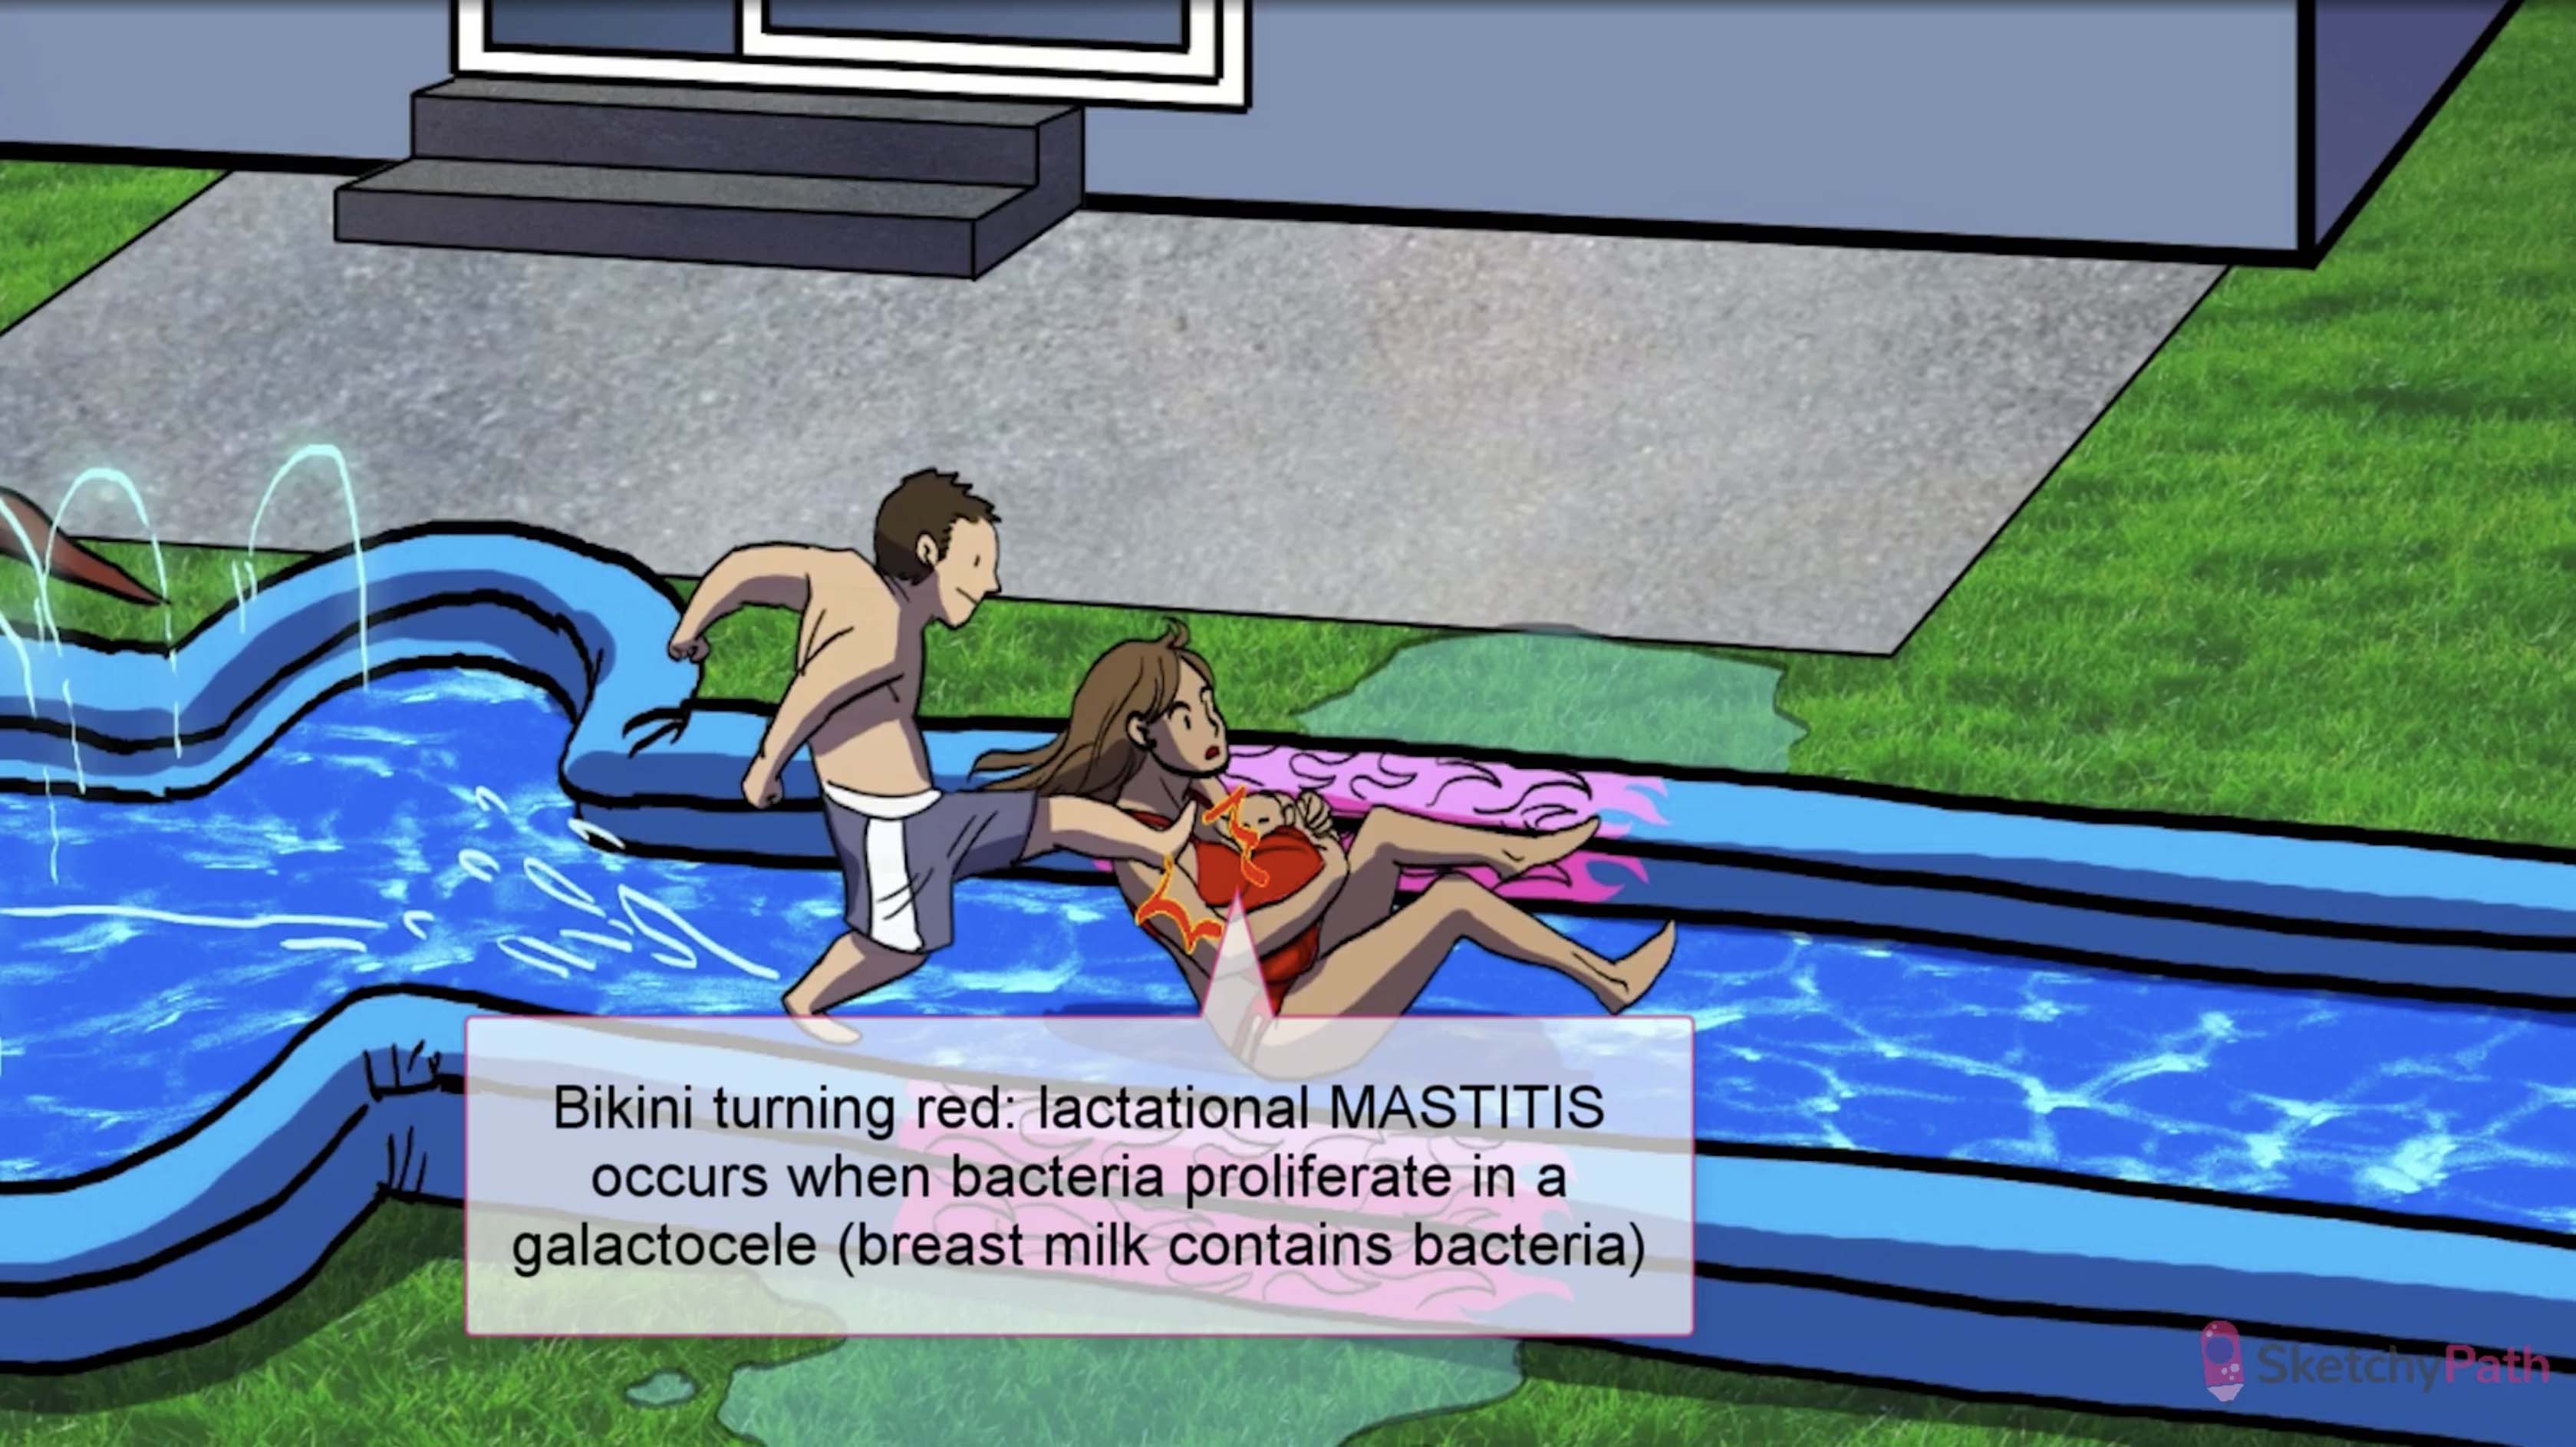 Bikini turning red: lactational MASTITIS
occurs when bacteria proliferate in a
galactocele (breast milk contains bacteria)
SketchyPath